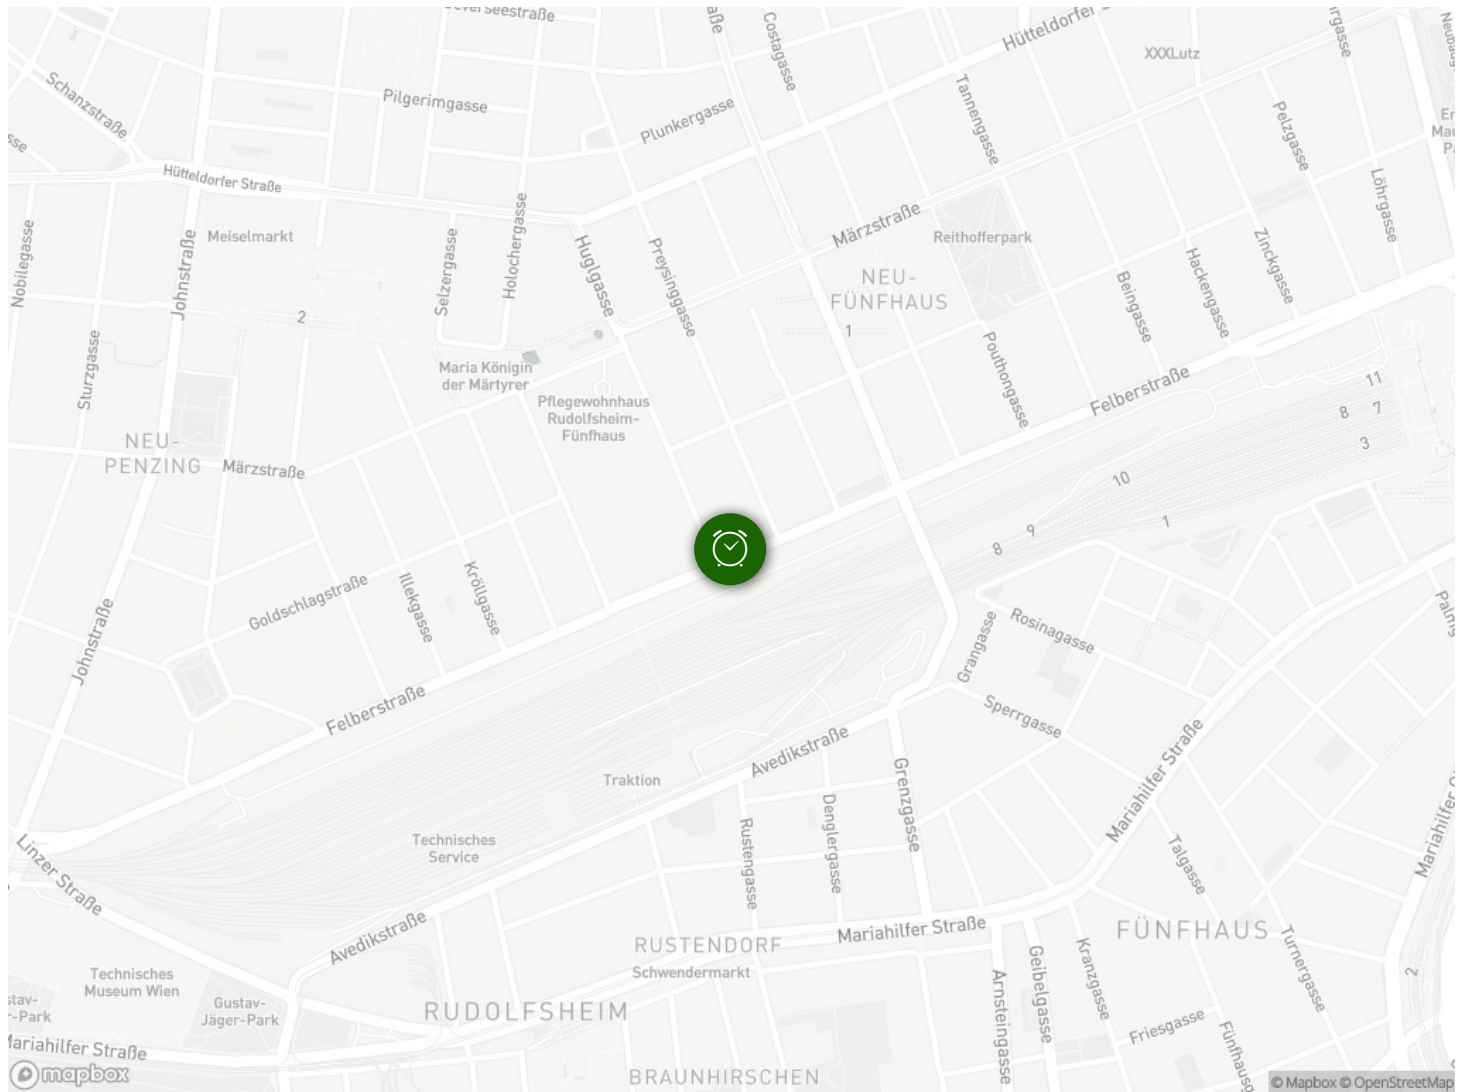 Costagasse
Hütteldorfer
XXXLutz
Schanzstraße
Pilgerimgasse
Plunkergasse
Tannengasse
Pelzgasse
Hütteldorfer Straße
Löhrgasse
Nobilegasse
Johnstraße
Meiselmarkt
Selzergasse
Holochergasse
Huglgasse
Preysinggasse
Märzstraße
Reithofferpark
NEU-
FÜNFHAUS
Beingasse
Hackengasse
Zinckgasse
2
1
Sturzgasse
Maria Königin
der Märtyrer
Pflegewohnhaus
Rudolfsheim-
Fünfhaus
Pouthongasse
Felberstraße
11
8
7
3
NEU-
PENZING
Märzstraße
10
9
8
1
Goldschlagstraße
Illekgasse
Kröllgasse
Johnstraße
Rosinagasse
Grangasse
Felberstraße
Sperrgasse
Avedikstraße
Traktion
Grenzgasse
Mariahilfer Straße
Technisches
Service
Rustengasse
Denglergasse
Talgasse
Mariahilfer
Linzer Straße
Avedikstraße
Mariahilfer Straße
FÜNFHAUS
RUSTENDORF
Schwendermarkt
Turnergasse
Technisches
Museum Wien
Gustav-
Jäger-Park
RUDOLFSHEIM
Arnsteingasse
Geibelgasse
Kranzgasse
Friesgasse
2
ariahilfer Straße
BRAUNHIRSCHEN
mapbox
© Mapbox © OpenStreetMap